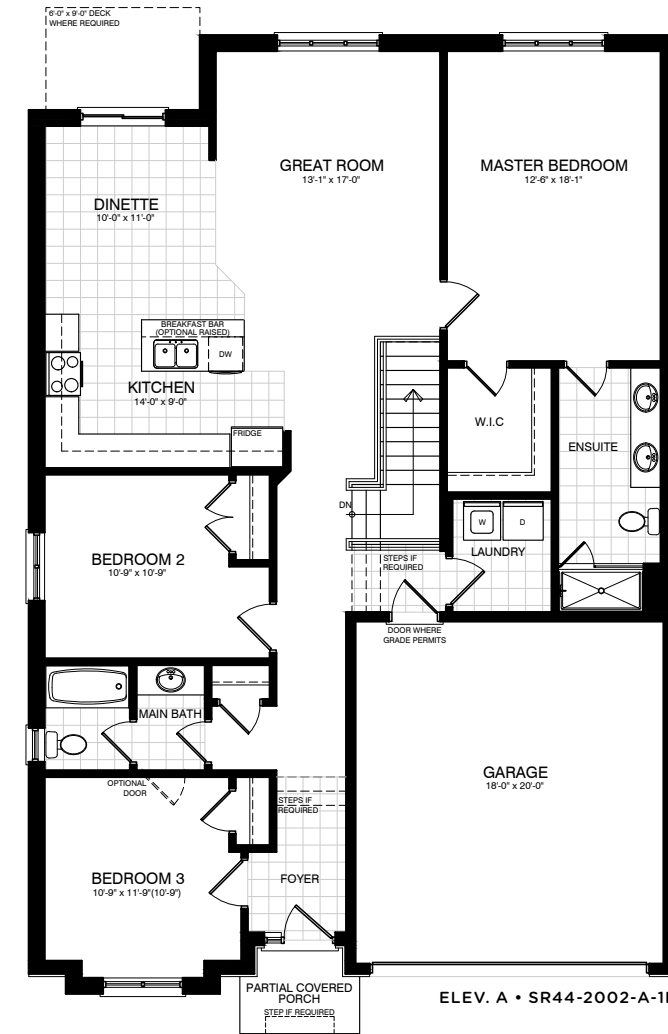 6'-0" x 9'-0" DECK
WHERE REQUIRED
GREAT ROOM
13'-1" x 17'-0"
MASTER BEDROOM
12'-6" x 18'-1"
DINETTE
10'-0" x 11'-0"
BREAKFAST BAR
(OPTIONAL RAISED)
DW
KITCHEN
14'-0" x 9'-0"
FRIDGE
W.I.C
ENSUITE
DN
W
D
LAUNDRY
STEPS IF
REQUIRED
BEDROOM 2
10'-9" x 10'-9"
DOOR WHERE
GRADE PERMITS
MAIN BATH
OPTIONAL
DOOR
STEPS IF
REQUIRED
GARAGE
18'-0" x 20'-0"
BEDROOM 3
10'-9" x 11'-9"(10'-9")
FOYER
PARTIAL COVERED
PORCH
STEP IF REQUIRED
ELEV. A • SR44-2002-A-1